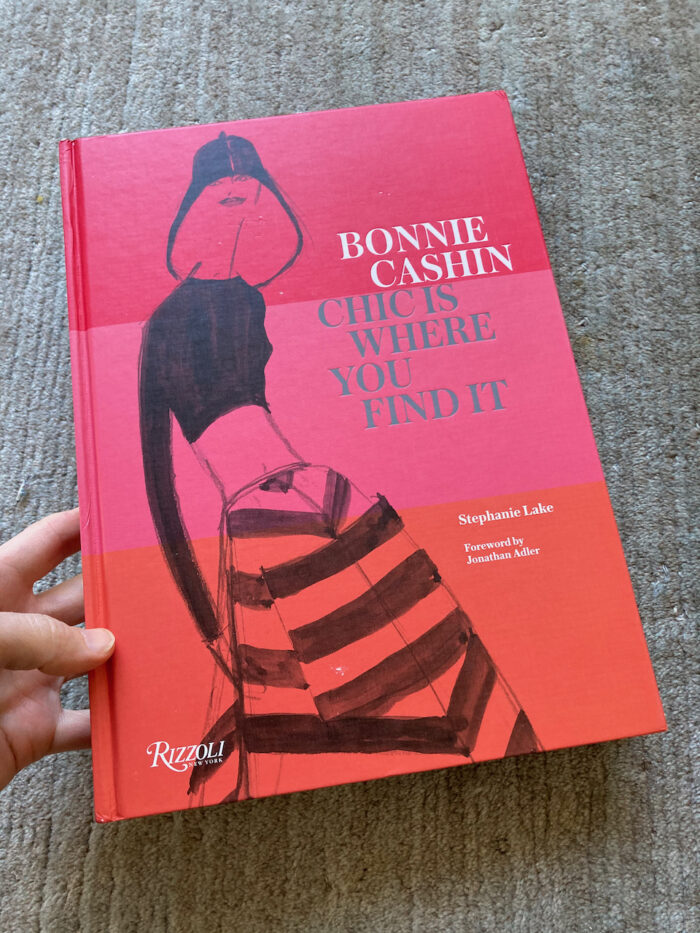 BONNIE
CASHIN
CHIC IS
WHERE
YOU
FIND IT
Stephanie Lake
Foreword by
Jonathan Adler
RIZZOLI
NEW YORK